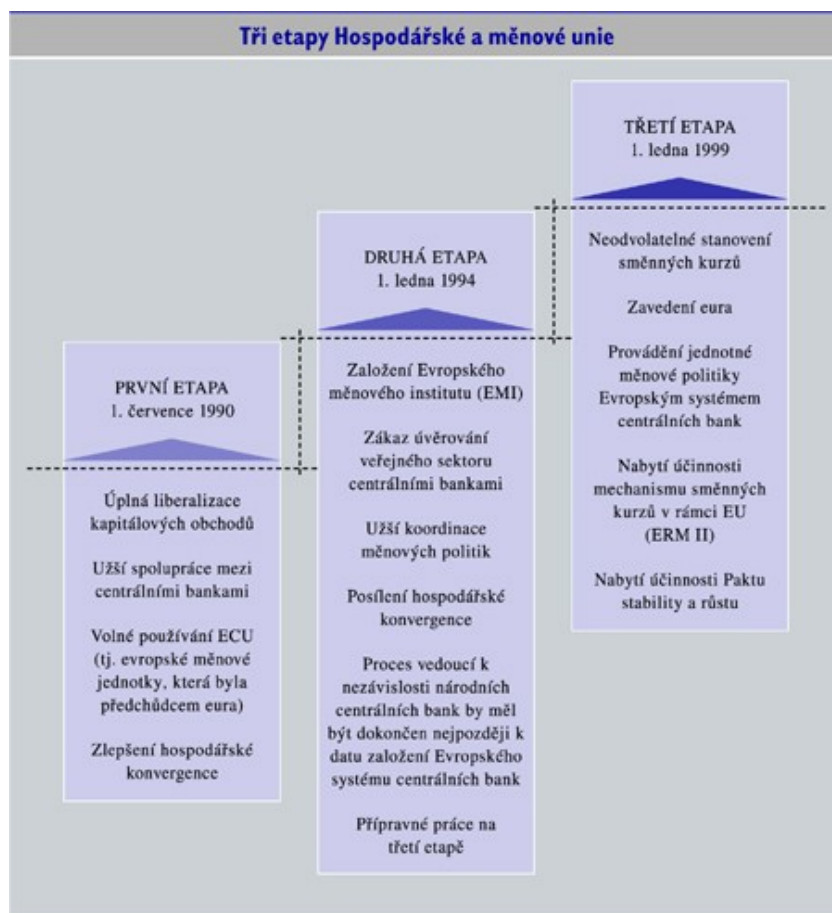 Tři etapy Hospodářské a měnové unie
PRVNÍ ETAPA
1. července 1990
Úplná liberalizace
kapitálových obchodů
Užší spolupráce mezi
centrálními bankami
Volné používání ECU
(tj. evropské měnové
jednotky, která byla
předchůdcem eura)
Zlepšení hospodářské
konvergence
DRUHÁ ETAPA
1. ledna 1994
Založení Evropského
měnového institutu (EMI)
Zákaz úvěrování
veřejného sektoru
centrálními bankami
Užší koordinace
měnových politik
Posílení hospodářské
konvergence
Proces vedoucí k
nezávislosti národních
centrálních bank by měl
být dokončen nejpozději k
datu založení Evropského
systému centrálních bank
Přípravné práce na
třetí etapě
TŘETÍ ETAPA
1. ledna 1999
Neodvolatelné stanovení
směnných kurzů
Zavedení eura
Provádění jednotné
měnové politiky
Evropským systémem
centrálních bank
Nabytí účinnosti
mechanismu směnných
kurzů v rámci EU
(ERM II)
Nabytí účinnosti Paktu
stability a růstu